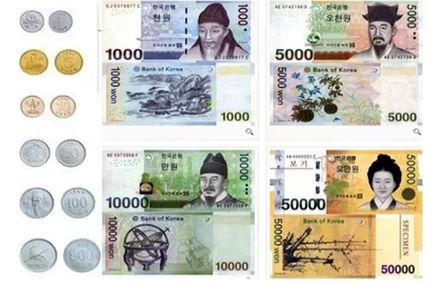 한국은행
천원
1000
1000
Bank of Korea
1000 won
1000
한국은행
오천원
5000
5000
Bank of Korea
5000 won
5000
100
500
한국은행
만원
10000
10000
Bank of Korea
10000 won
10000
한국은행
보기
오만원
50000
50000
Bank of Korea
SPECIMEN
50000